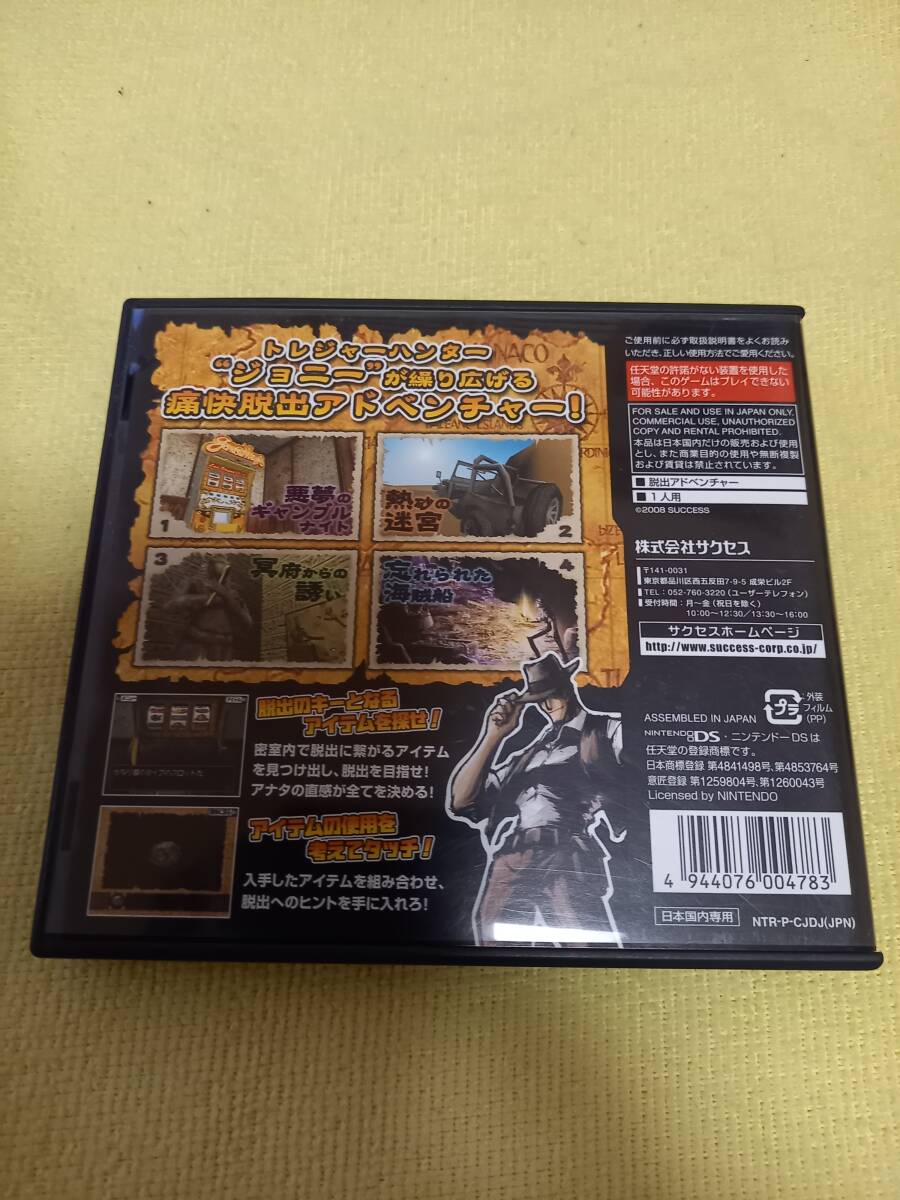 トレジャーハンター
“ジョニー”が繰り広げる
痛快脱出アドベンチャー!
NACO
1
悪夢の
ギャンブル
ナイト
熱砂の
迷宮
2
3
冥府からの
誘い
忘れられた
海賊船
4
脱出のキーとなる
アイテムを探せ!
密室内で脱出に繋がるアイテム
を見つけ出し、脱出を目指せ!
アナタの直感が全てを決める!
アイテムの使用を
考えてタッチ!
入手したアイテムを組み合わせ、
脱出へのヒントを手に入れろ!
ご使用前に必ず取扱説明書をよくお読み
いただき、正しい使用方法でご愛用ください。
任天堂の許諾がない装置を使用した
場合、このゲームはプレイできない
可能性があります。
FOR SALE AND USE IN JAPAN ONLY.
COMMERCIAL USE, UNAUTHORIZED
COPY AND RENTAL PROHIBITED.
本品は日本国内だけの販売および使用
とし、また商業目的の使用や無断複製
および賃貸は禁止されています。
■ 脱出アドベンチャー
■ 1人用
©2008 SUCCESS
株式会社サクセス
〒141-0031
東京都品川区西五反田7-9-5 成栄ビル2F
TEL : 052-760-3220 (ユーザーテレフォン)
受付時間 : 月〜金 (祝日を除く)
10:00〜12:30/13:30〜16:00
サクセスホームページ
http://www.success-corp.co.jp/
ASSEMBLED IN JAPAN
プラ
外装
フィルム
(PP)
NINTENDO DS・ニンテンドーDSは
任天堂の登録商標です。
日本商標登録 第4841498号、第4853764号
意匠登録 第1259804号、第1260043号
Licensed by NINTENDO
4 944076 004783
日本国内専用
NTR-P-CJDJ(JPN)